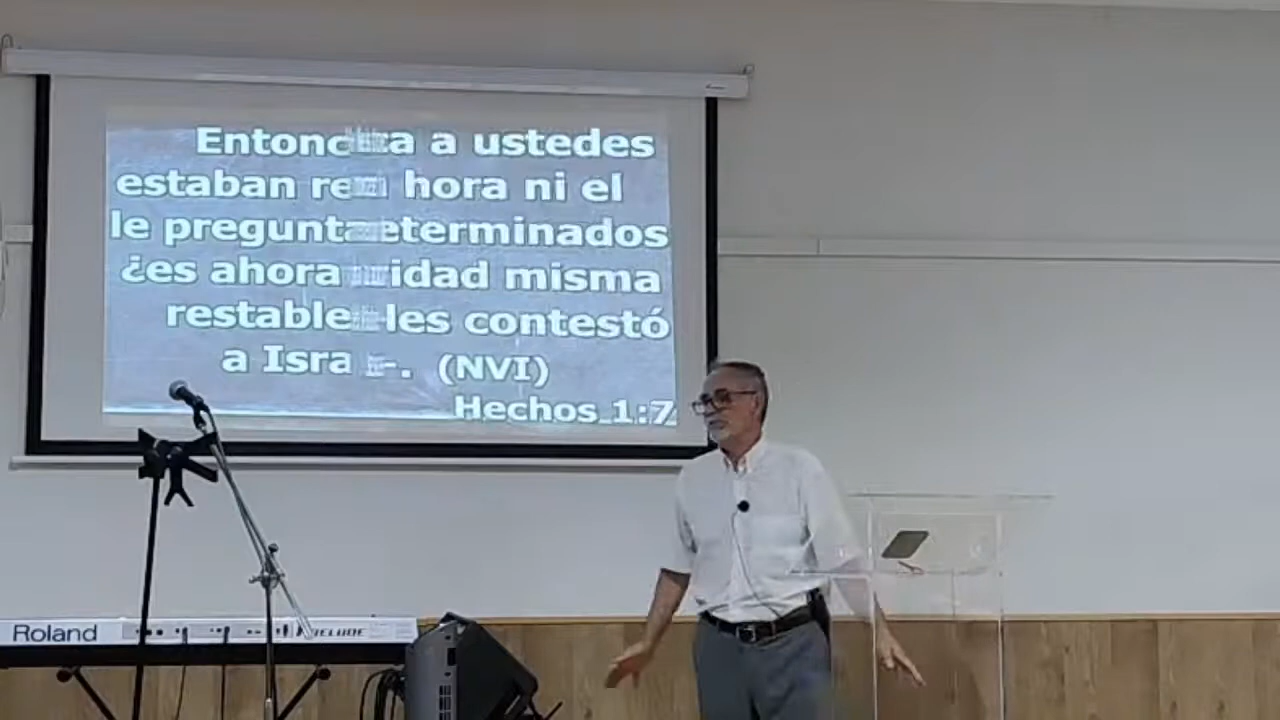 Entonc a ustedes
estaban re hora ni el
le pregunt eterminados
¿es ahora idad misma
restable les contestó
a Isra -. (NVI)
Hechos 1:7
Roland
PRELUDE